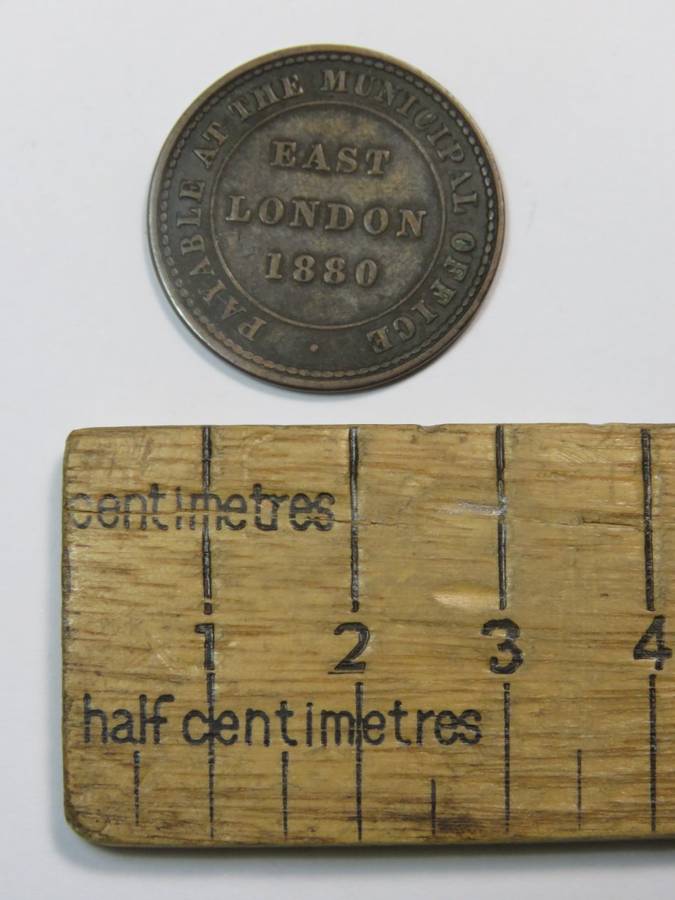 PAYABLE AT THE MUNICIPAL OFFICE
EAST
LONDON
1880
centimetres
1 2 3 4
half centimetres